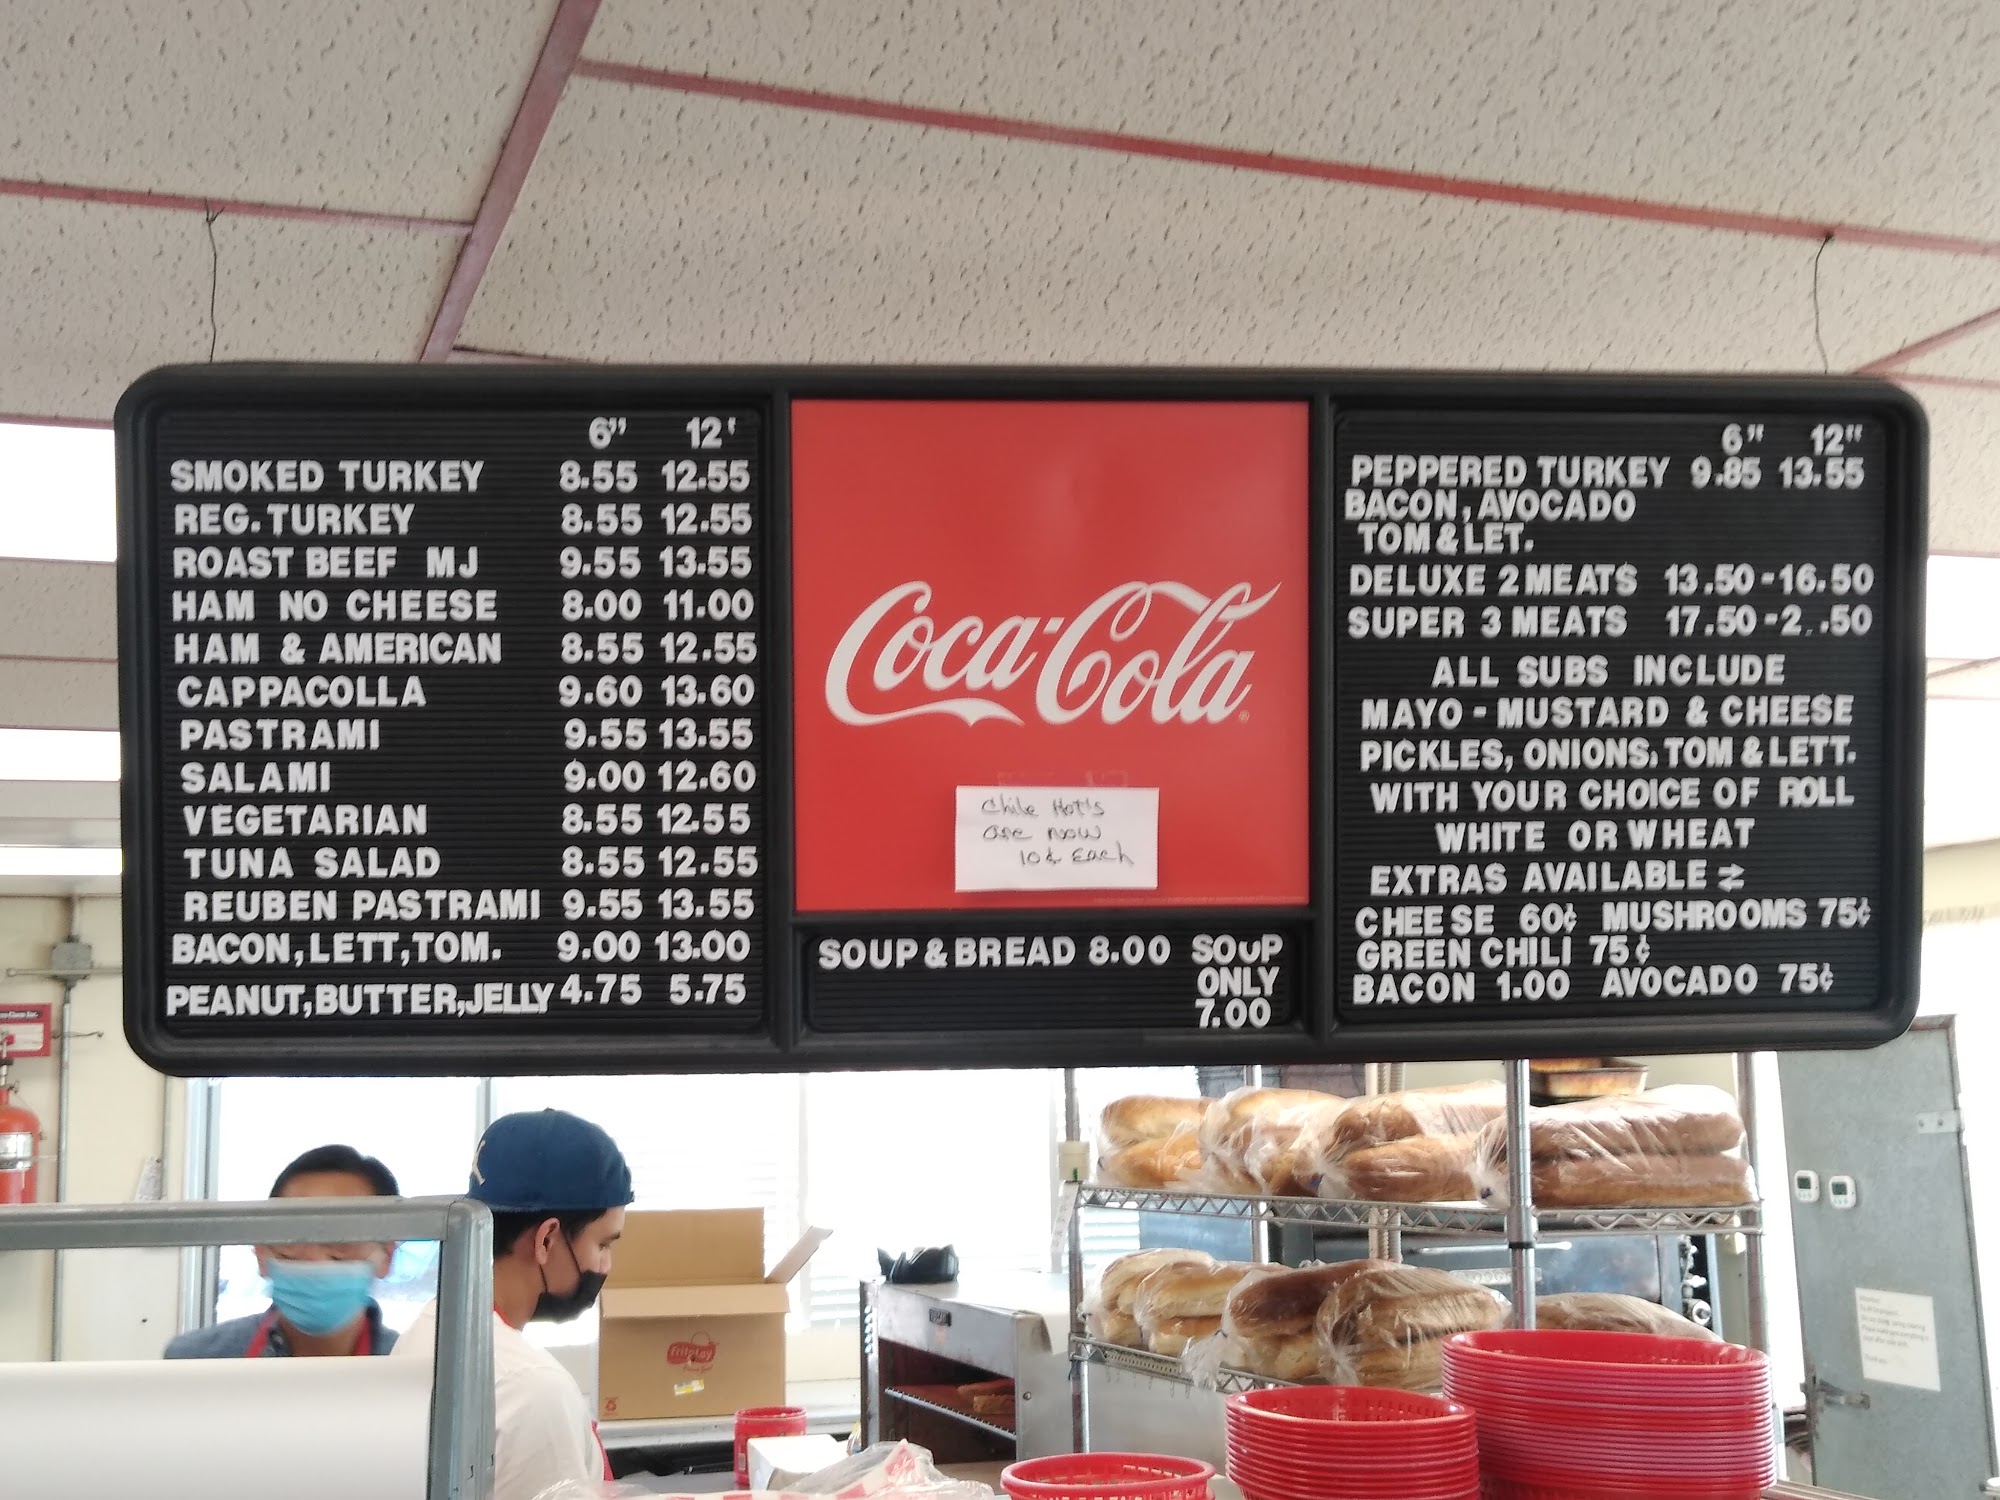 6” 12'
SMOKED TURKEY 8.55 12.55
REG. TURKEY 8.55 12.55
ROAST BEEF MJ 9.55 13.55
HAM NO CHEESE 8.00 11.00
HAM & AMERICAN 8.55 12.55
CAPPACOLLA 9.60 13.60
PASTRAMI 9.55 13.55
SALAMI 9.00 12.60
VEGETARIAN 8.55 12.55
TUNA SALAD 8.55 12.55
REUBEN PASTRAMI 9.55 13.55
BACON, LETT, TOM. 9.00 13.00
PEANUT, BUTTER, JELLY 4.75 5.75
Coca-Cola
Chile Hot's
are now
10¢ Each
SOUP & BREAD 8.00 SOUP
ONLY
7.00
6” 12"
PEPPERED TURKEY 9.85 13.55
BACON, AVOCADO
TOM & LET.
DELUXE 2 MEATS 13.50-16.50
SUPER 3 MEATS 17.50-2..50
ALL SUBS INCLUDE
MAYO - MUSTARD & CHEESE
PICKLES, ONIONS. TOM & LETT.
WITH YOUR CHOICE OF ROLL
WHITE OR WHEAT
EXTRAS AVAILABLE ⇄
CHEESE 60¢ MUSHROOMS 75¢
GREEN CHILI 75¢
BACON 1.00 AVOCADO 75¢
fritolay